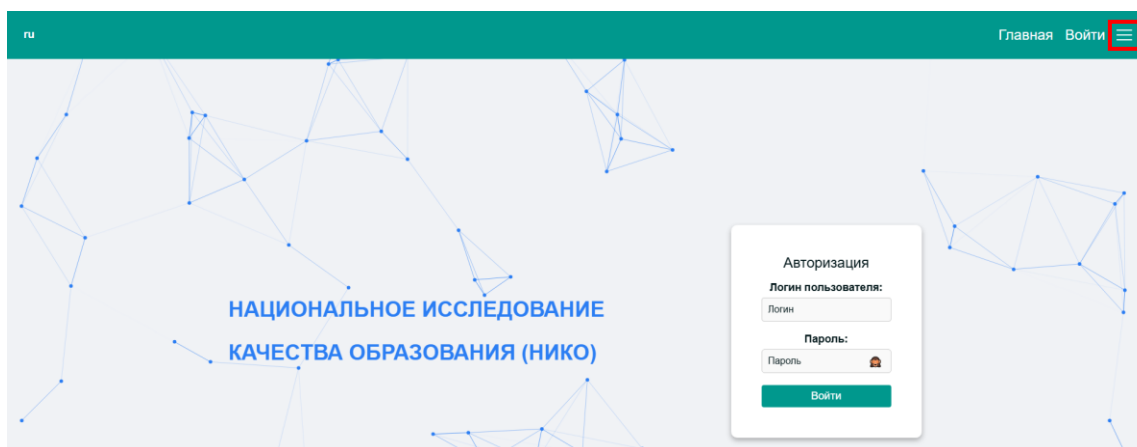 ru
Главная Войти
НАЦИОНАЛЬНОЕ ИССЛЕДОВАНИЕ
КАЧЕСТВА ОБРАЗОВАНИЯ (НИКО)
Авторизация
Логин пользователя:
Логин
Пароль:
Пароль
Войти